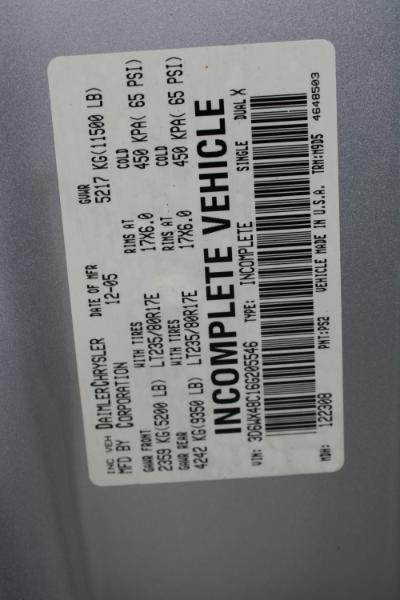 INC VEH DAIMLERCHRYSLER DATE OF MFR GVWR
MFD BY CORPORATION 12-05 5217 KG(11500 LB)
GAWR FRONT WITH TIRES RIMS AT COLD
2359 KG(5200 LB) LT235/80R17E 17X6.0 450 KPA( 65 PSI)
GAWR REAR WITH TIRES RIMS AT COLD
4242 KG(9350 LB) LT235/80R17E 17X6.0 450 KPA( 65 PSI)
INCOMPLETE VEHICLE
VIN: 3D6WX48C16G205546 TYPE: INCOMPLETE SINGLE DUAL X
MDH: 122308 PNT:PS2 VEHICLE MADE IN U.S.A. TRM:M9D5 4648503